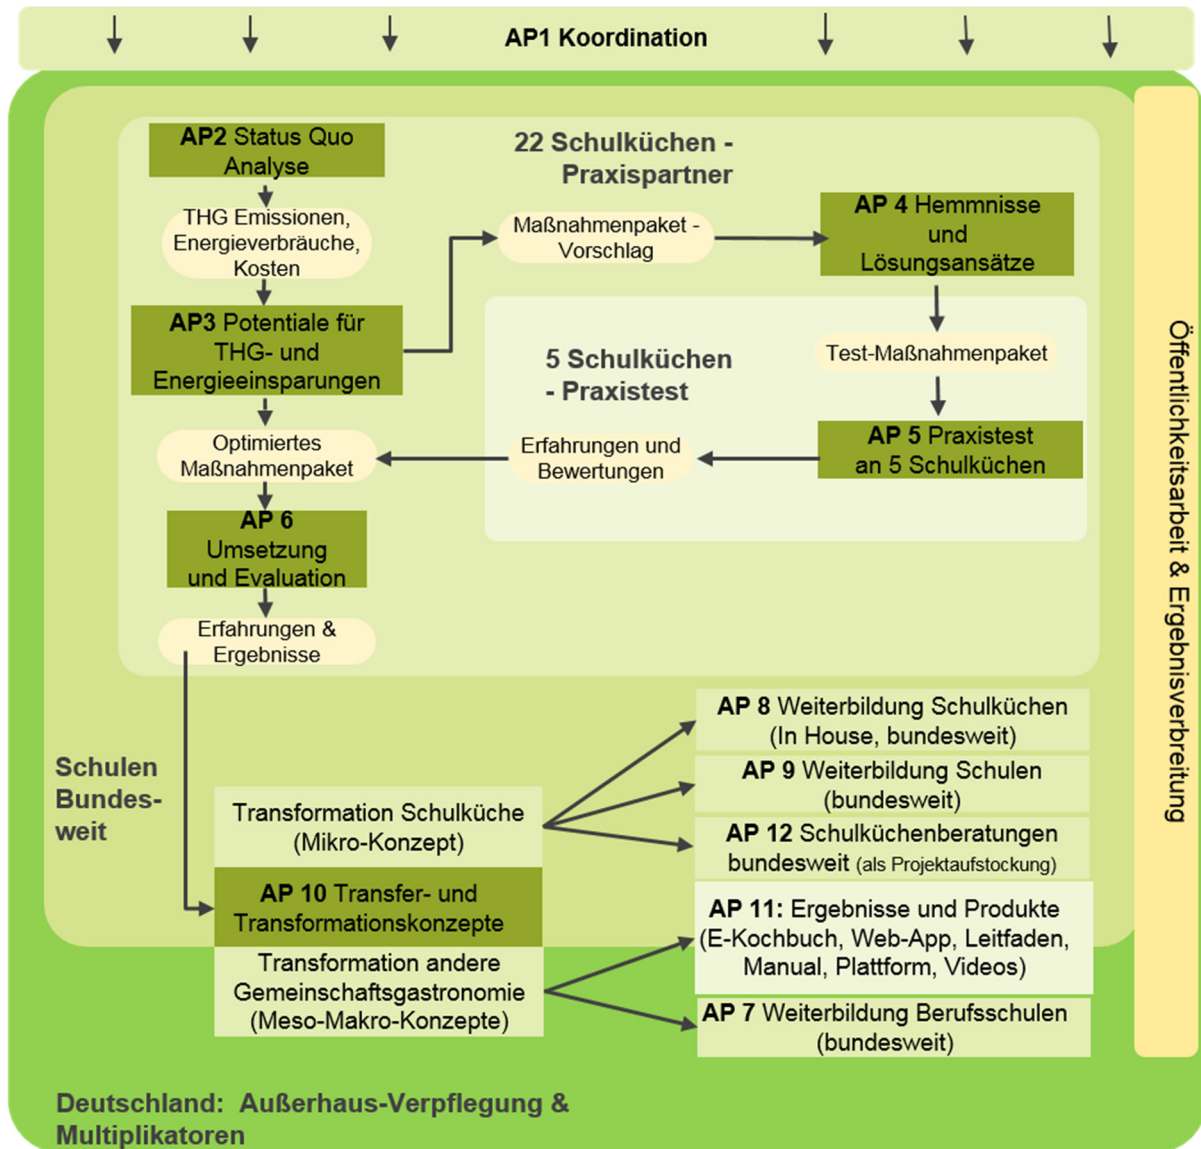 AP1 Koordination
AP2 Status Quo
Analyse
22 Schulküchen -
Praxispartner
THG Emissionen,
Energieverbräuche,
Kosten
Maßnahmenpaket -
Vorschlag
AP 4 Hemmnisse
und
Lösungsansätze
AP3 Potentiale für
THG- und
Energieeinsparungen
5 Schulküchen
- Praxistest
Test-Maßnahmenpaket
Optimiertes
Maßnahmenpaket
Erfahrungen und
Bewertungen
AP 5 Praxistest
an 5 Schulküchen
AP 6
Umsetzung
und Evaluation
Erfahrungen &
Ergebnisse
Öffentlichkeitsarbeit & Ergebnisverbreitung
Schulen
Bundes-
weit
Transformation Schulküche
(Mikro-Konzept)
AP 10 Transfer- und
Transformationskonzepte
Transformation andere
Gemeinschaftsgastronomie
(Meso-Makro-Konzepte)
AP 8 Weiterbildung Schulküchen
(In House, bundesweit)
AP 9 Weiterbildung Schulen
(bundesweit)
AP 12 Schulküchenberatungen
bundesweit (als Projektaufstockung)
AP 11: Ergebnisse und Produkte
(E-Kochbuch, Web-App, Leitfaden,
Manual, Plattform, Videos)
AP 7 Weiterbildung Berufsschulen
(bundesweit)
Deutschland: Außerhaus-Verpflegung &
Multiplikatoren